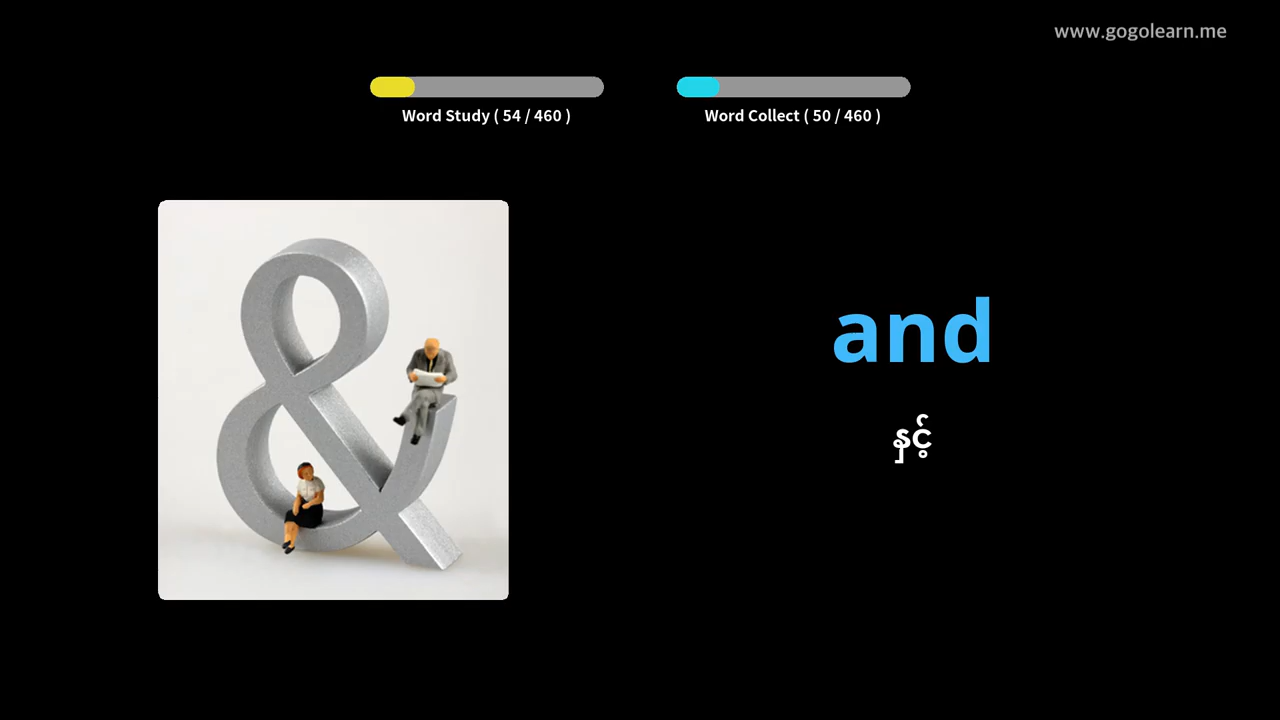 www.gogolearn.me
Word Study ( 54 / 460 )
Word Collect ( 50 / 460 )
&
and
နှင့်